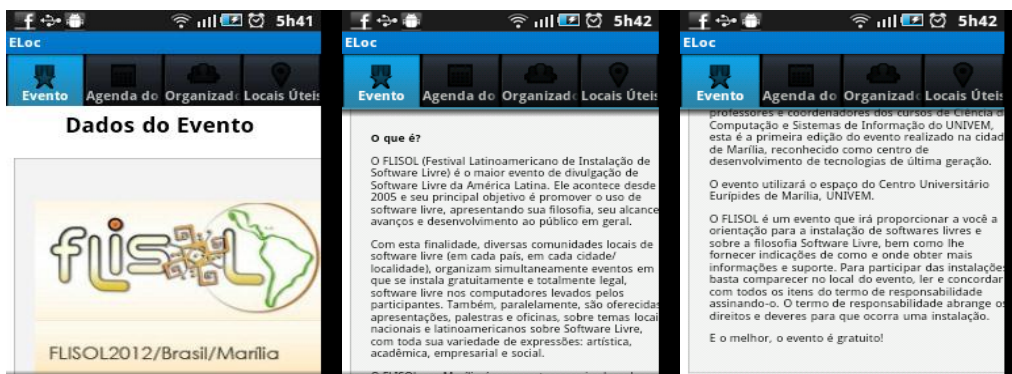 5h41
ELoc
Evento Agenda do Organizad Locais Úteis
Dados do Evento
flisol
FLISOL2012/Brasil/Marília
5h42
ELoc
Evento Agenda do Organizad Locais Úteis
O que é?
O FLISOL (Festival Latinoamericano de Instalação de
Software Livre) é o maior evento de divulgação de
Software Livre da América Latina. Ele acontece desde
2005 e seu principal objetivo é promover o uso de
software livre, apresentando sua filosofia, seu alcance
avanços e desenvolvimento ao público em geral.
Com esta finalidade, diversas comunidades locais de
software livre (em cada país, em cada cidade/
localidade), organizam simultaneamente eventos em
que se instala gratuitamente e totalmente legal,
software livre nos computadores levados pelos
participantes. Também, paralelamente, são oferecidas
apresentações, palestras e oficinas, sobre temas locai
nacionais e latinoamericanos sobre Software Livre,
com toda sua variedade de expressões: artística,
acadêmica, empresarial e social.
5h42
ELoc
Evento Agenda do Organizad Locais Úteis
professores e coordenadores dos cursos de Ciência d
Computação e Sistemas de Informação do UNIVEM,
esta é a primeira edição do evento realizado na cidad
de Marília, reconhecido como centro de
desenvolvimento de tecnologias de última geração.
O evento utilizará o espaço do Centro Universitário
Eurípides de Marília, UNIVEM.
O FLISOL é um evento que irá proporcionar a você a
orientação para a instalação de softwares livres e
sobre a filosofia Software Livre, bem como lhe
fornecer indicações de como e onde obter mais
informações e suporte. Para participar das instalações
basta comparecer no local do evento, ler e concordar
com todos os itens do termo de responsabilidade
assinando-o. O termo de responsabilidade abrange os
direitos e deveres para que ocorra uma instalação.
E o melhor, o evento é gratuito!